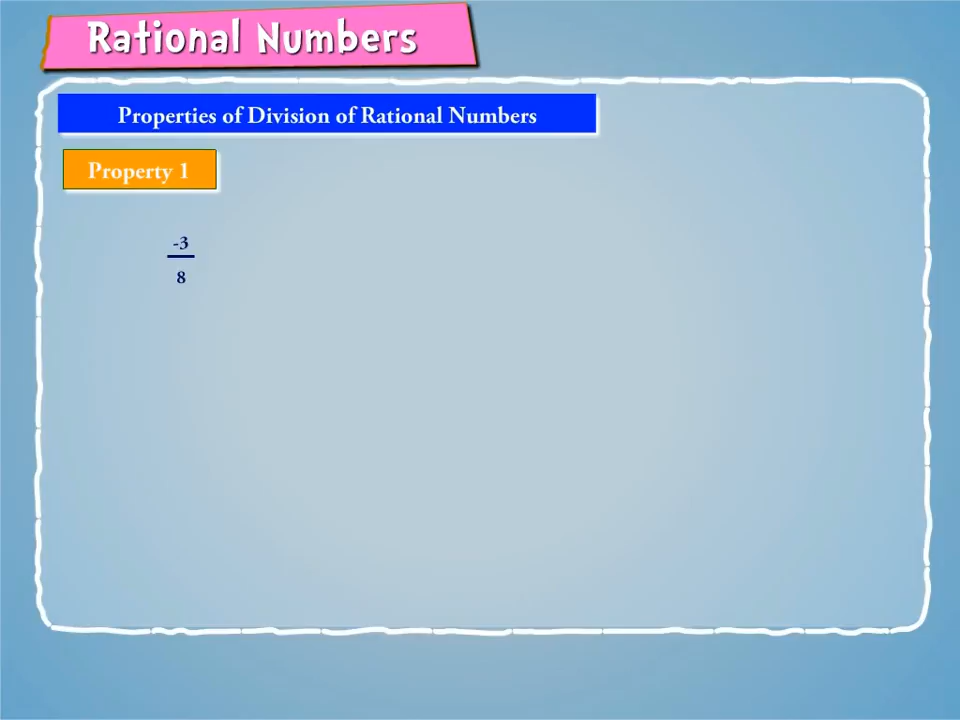 Rational Numbers
Properties of Division of Rational Numbers
Property 1
-3
8